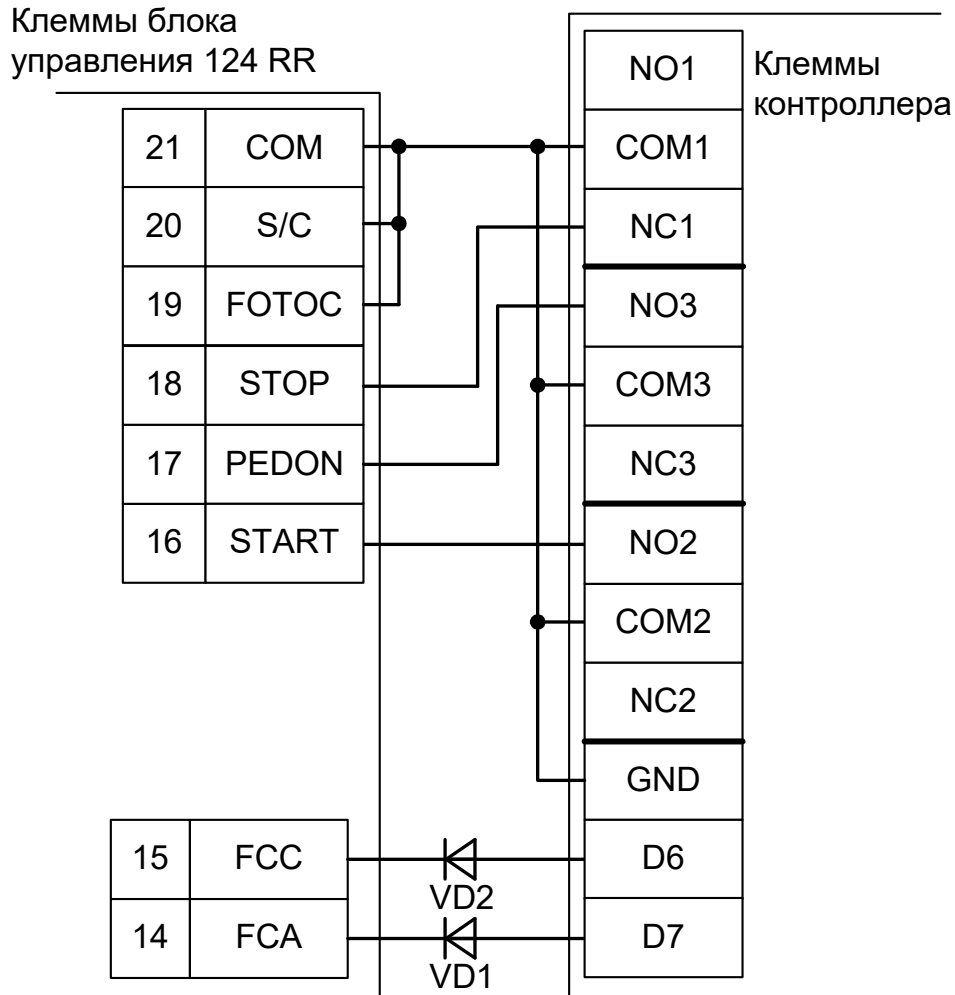 Клеммы блока
управления 124 RR
21 COM
20 S/C
19 FOTOC
18 STOP
17 PEDON
16 START
15 FCC
14 FCA
VD2
VD1
Клеммы
контроллера
NO1
COM1
NC1
NO3
COM3
NC3
NO2
COM2
NC2
GND
D6
D7